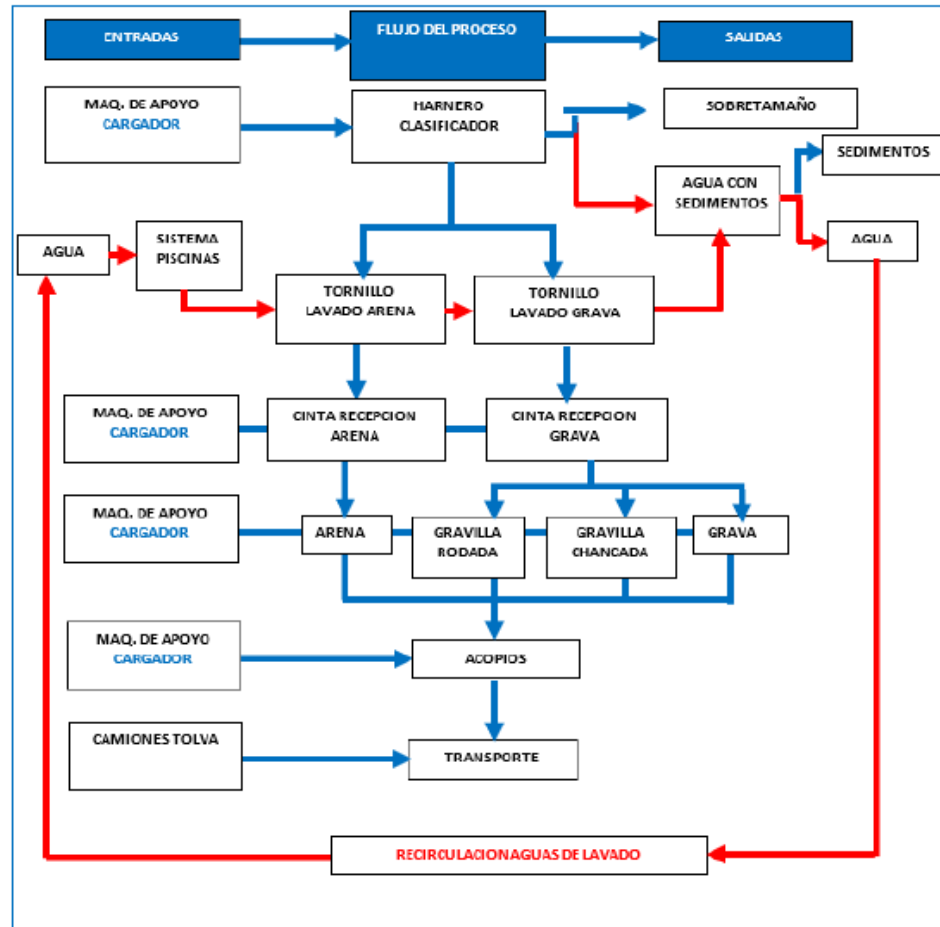 ENTRADAS
FLUJO DEL PROCESO
SALIDAS
MAQ. DE APOYO
CARGADOR
HARNERO
CLASIFICADOR
SOBRETAMAÑO
SEDIMENTOS
AGUA CON
SEDIMENTOS
AGUA
SISTEMA
PISCINAS
AGUA
TORNILLO
LAVADO ARENA
TORNILLO
LAVADO GRAVA
MAQ. DE APOYO
CARGADOR
CINTA RECEPCION
ARENA
CINTA RECEPCION
GRAVA
MAQ. DE APOYO
CARGADOR
ARENA
GRAVILLA
RODADA
GRAVILLA
CHANCADA
GRAVA
MAQ. DE APOYO
CARGADOR
ACOPIOS
CAMIONES TOLVA
TRANSPORTE
RECIRCULACION AGUAS DE LAVADO